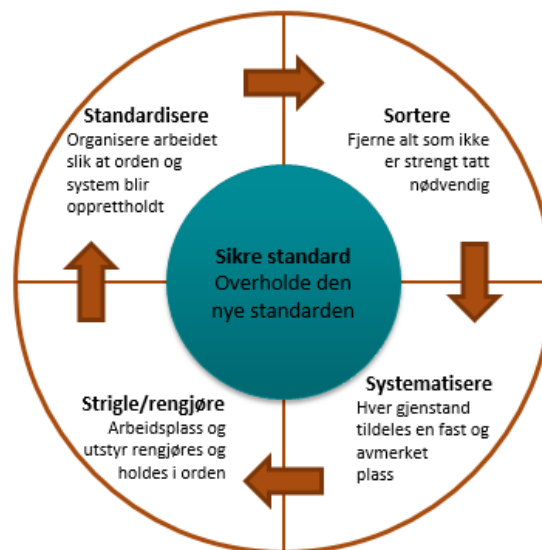 Standardisere
Organisere arbeidet
slik at orden og
system blir
opprettholdt
Sortere
Fjerne alt som ikke
er strengt tatt
nødvendig
Sikre standard
Overholde den
nye standarden
Strigle/rengjøre
Arbeidsplass og
utstyr rengjøres og
holdes i orden
Systematisere
Hver gjenstand
tildeles en fast og
avmerket
plass